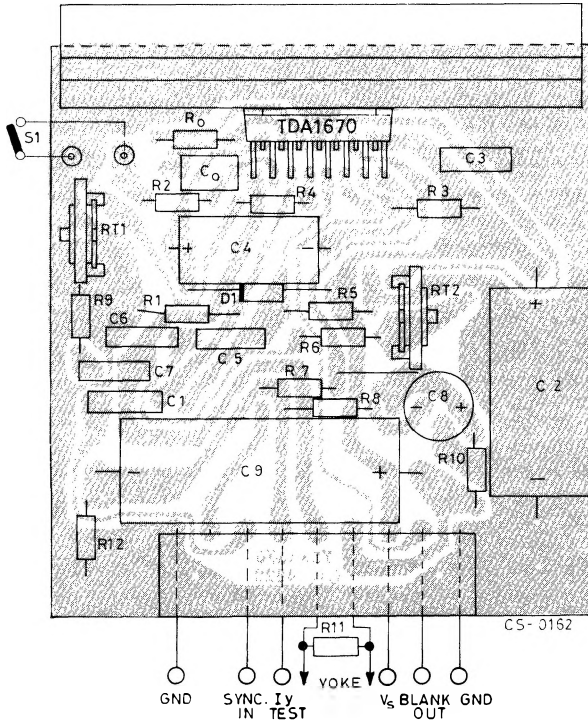 TDA1670
S1
Ro
Co
C3
R2
R4
R3
RT1
+ C4 -
D1
RT2
R9
R1
R5
+
C6
C5
R6
C2
C7
R7
C1
R8
- C8 +
- C9 +
R10
-
R12
CS-0162
R11
GND
SYNC. IN
Iy TEST
YOKE
Vs
BLANK OUT
GND